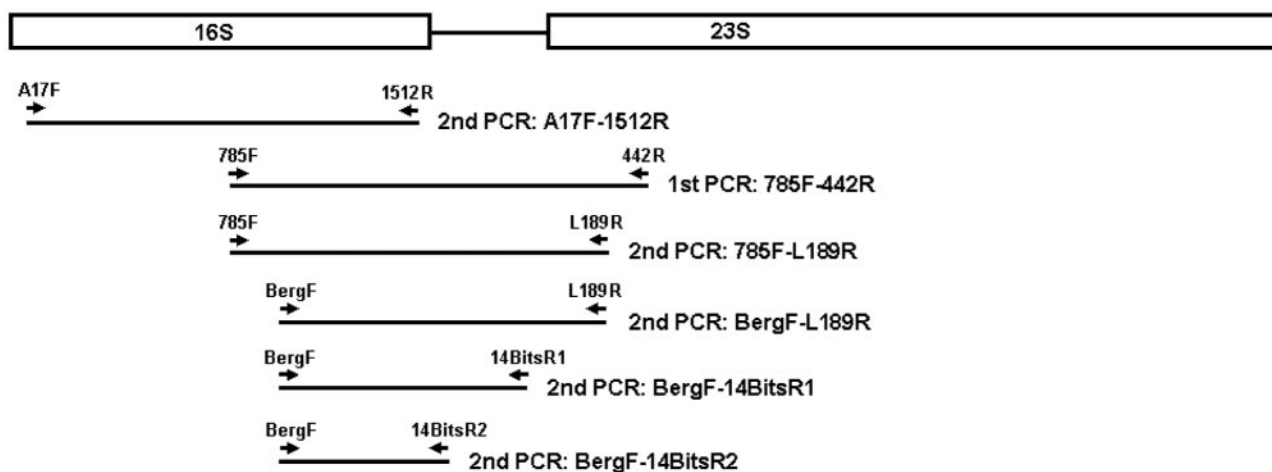 16S 23S
A17F 1512R
2nd PCR: A17F-1512R
785F 442R
1st PCR: 785F-442R
785F L189R
2nd PCR: 785F-L189R
BergF L189R
2nd PCR: BergF-L189R
BergF 14BitsR1
2nd PCR: BergF-14BitsR1
BergF 14BitsR2
2nd PCR: BergF-14BitsR2